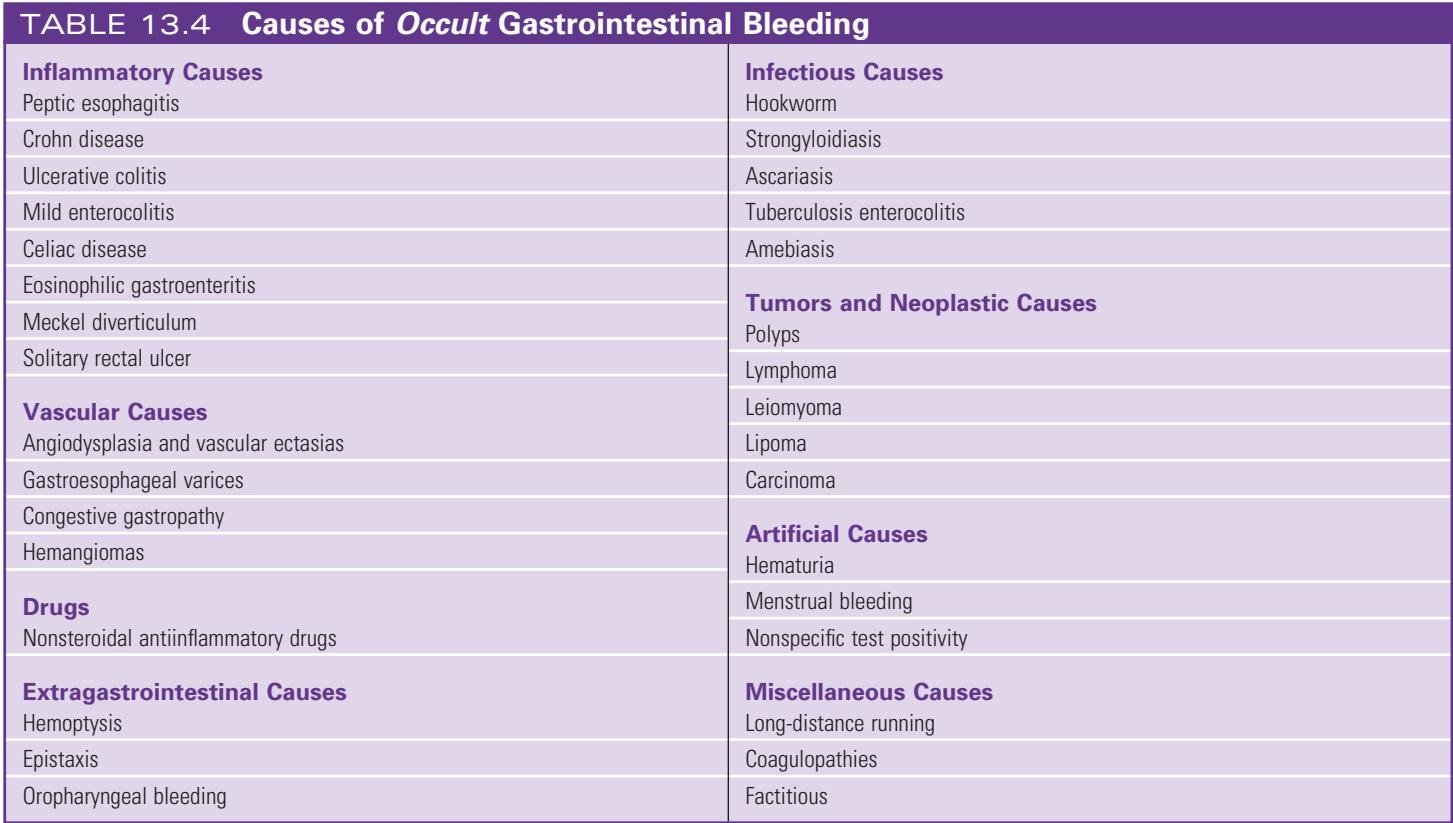 TABLE 13.4 Causes of Occult Gastrointestinal Bleeding
Inflammatory Causes
Peptic esophagitis
Crohn disease
Ulcerative colitis
Mild enterocolitis
Celiac disease
Eosinophilic gastroenteritis
Meckel diverticulum
Solitary rectal ulcer
Vascular Causes
Angiodysplasia and vascular ectasias
Gastroesophageal varices
Congestive gastropathy
Hemangiomas
Drugs
Nonsteroidal antiinflammatory drugs
Extragastrointestinal Causes
Hemoptysis
Epistaxis
Oropharyngeal bleeding
Infectious Causes
Hookworm
Strongyloidiasis
Ascariasis
Tuberculosis enterocolitis
Amebiasis
Tumors and Neoplastic Causes
Polyps
Lymphoma
Leiomyoma
Lipoma
Carcinoma
Artificial Causes
Hematuria
Menstrual bleeding
Nonspecific test positivity
Miscellaneous Causes
Long-distance running
Coagulopathies
Factitious